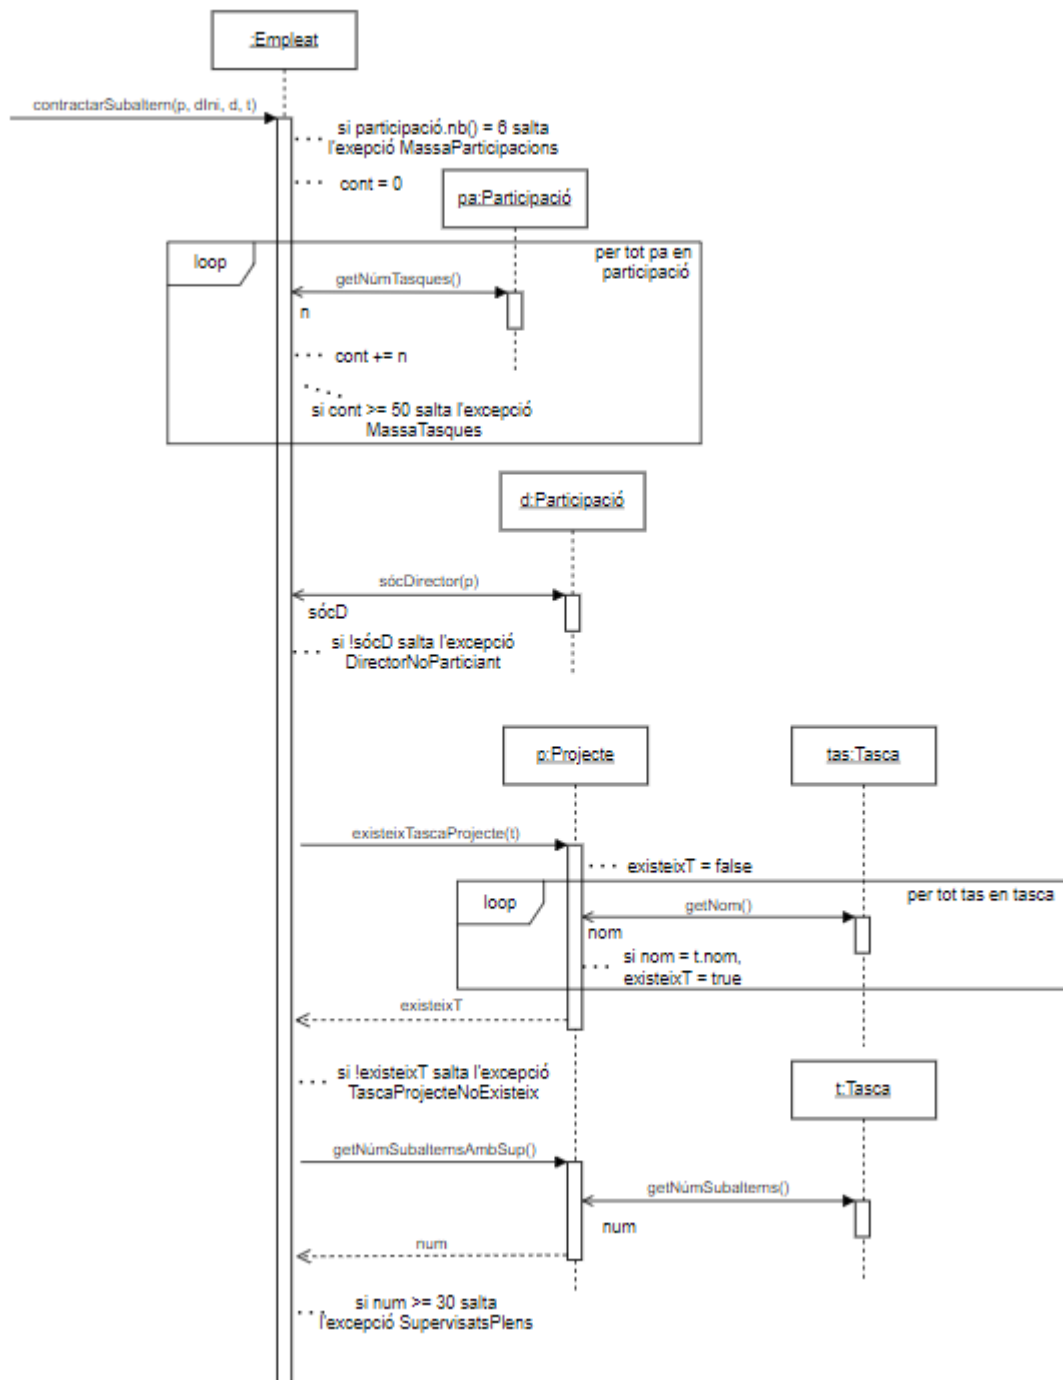 :Empleat
contractarSubaltern(p, dIni, d, t)
si participació.nb() = 6 salta
l'exepció MassaParticipacions
cont = 0
pa:Participació
loop
per tot pa en
participació
getNúmTasques()
n
cont += n
si cont >= 50 salta l'excepció
MassaTasques
d:Participació
sócDirector(p)
sócD
si !sócD salta l'excepció
DirectorNoParticiant
p:Projecte
tas:Tasca
existeixTascaProjecte(t)
existeixT = false
loop
per tot tas en tasca
getNom()
nom
si nom = t.nom,
existeixT = true
existeixT
si !existeixT salta l'excepció
TascaProjecteNoExisteix
t:Tasca
getNúmSubalternsAmbSup()
getNúmSubalterns()
num
num
si num >= 30 salta
l'excepció SupervisatsPlens